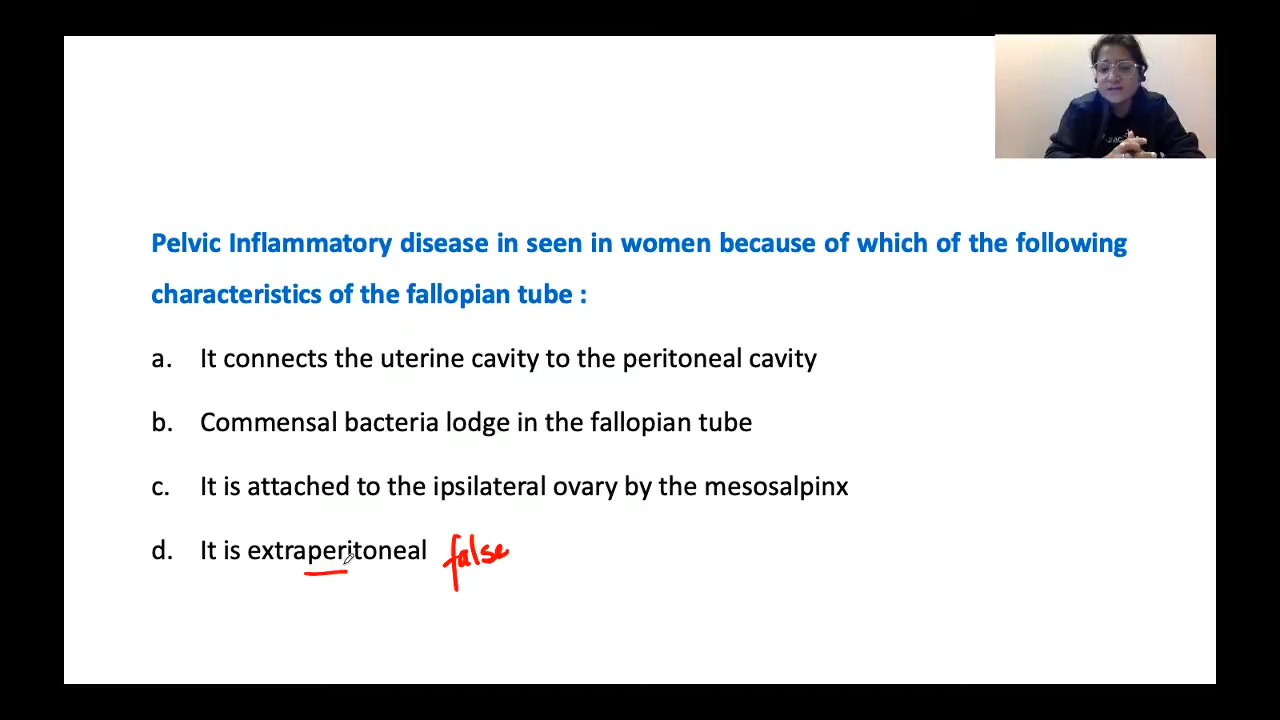 Pelvic Inflammatory disease in seen in women because of which of the following
characteristics of the fallopian tube :
a. It connects the uterine cavity to the peritoneal cavity
b. Commensal bacteria lodge in the fallopian tube
c. It is attached to the ipsilateral ovary by the mesosalpinx
d. It is extraperitoneal false